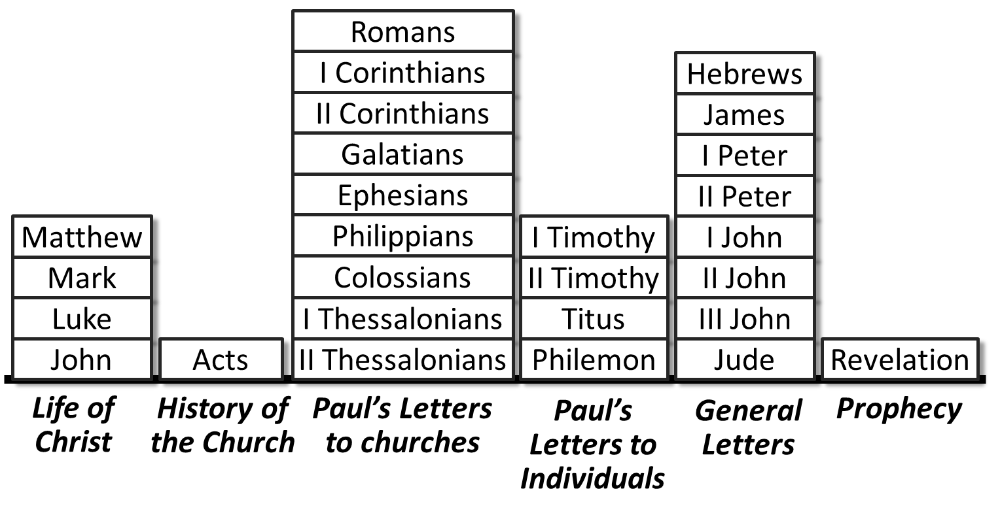 Matthew
Mark
Luke
John
Life of
Christ
Acts
History of
the Church
Romans
I Corinthians
II Corinthians
Galatians
Ephesians
Philippians
Colossians
I Thessalonians
II Thessalonians
Paul’s Letters
to churches
I Timothy
II Timothy
Titus
Philemon
Paul’s
Letters to
Individuals
Hebrews
James
I Peter
II Peter
I John
II John
III John
Jude
General
Letters
Revelation
Prophecy